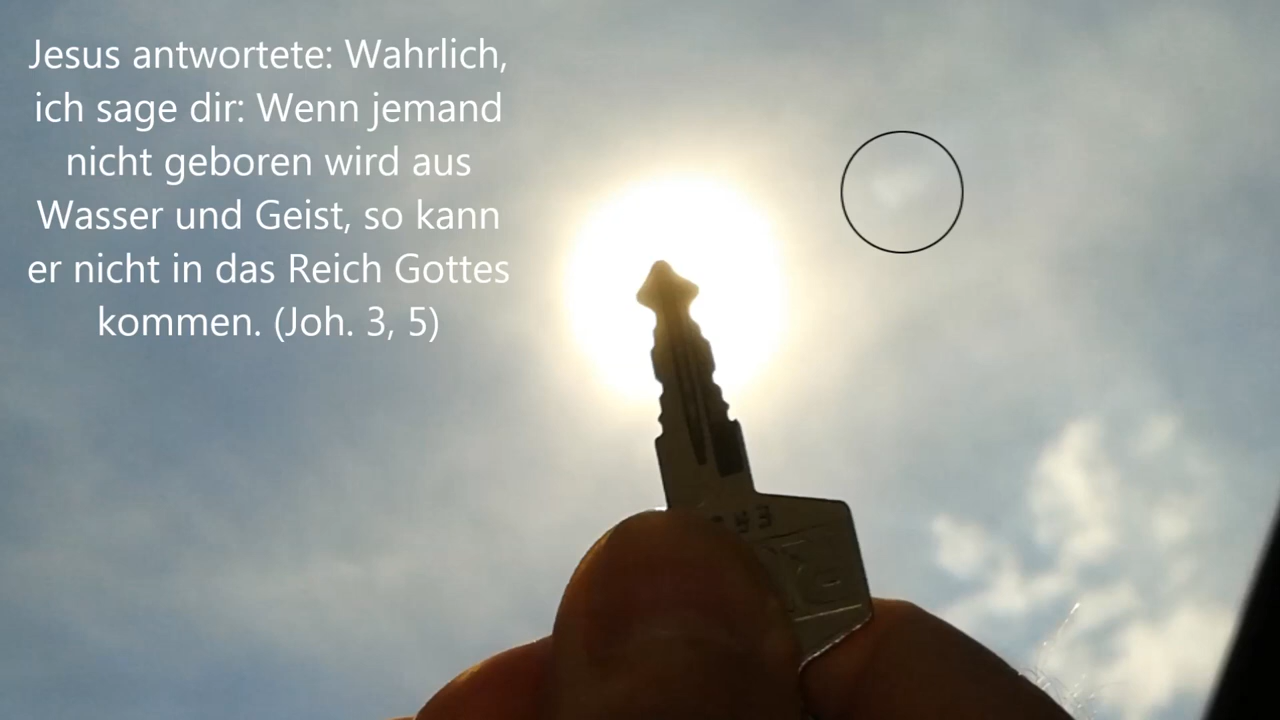 Jesus antwortete: Wahrlich,
ich sage dir: Wenn jemand
nicht geboren wird aus
Wasser und Geist, so kann
er nicht in das Reich Gottes
kommen. (Joh. 3, 5)